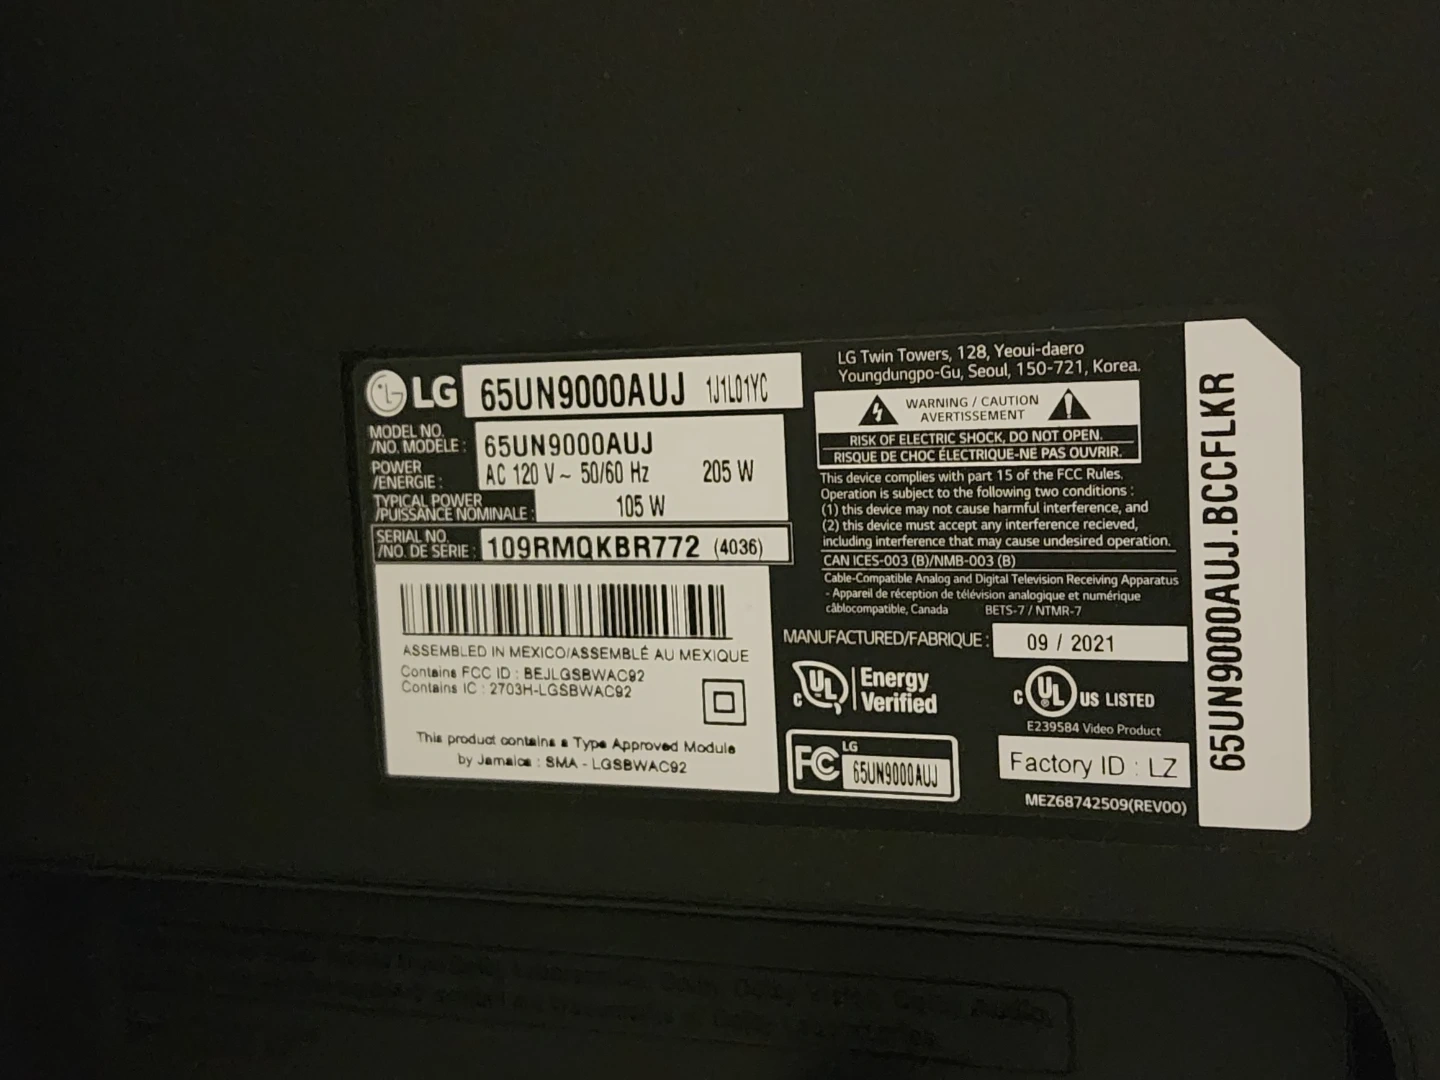 LG 65UN9000AUJ 1J1L01YC
MODEL NO.
/NO. MODÈLE : 65UN9000AUJ
POWER
/ÉNERGIE : AC 120 V ~ 50/60 Hz 205 W
TYPICAL POWER
/PUISSANCE NOMINALE : 105 W
SERIAL NO.
/NO. DE SÉRIE : 109RMQKBR772 (4036)
ASSEMBLED IN MEXICO/ASSEMBLÉ AU MEXIQUE
Contains FCC ID : BEJLGSBWAC92
Contains IC : 2703H-LGSBWAC92
This product contains a Type Approved Module
by Jamaica : SMA - LGSBWAC92
LG Twin Towers, 128, Yeoui-daero
Youngdungpo-Gu, Seoul, 150-721, Korea.
WARNING / CAUTION
AVERTISSEMENT
RISK OF ELECTRIC SHOCK, DO NOT OPEN.
RISQUE DE CHOC ÉLECTRIQUE-NE PAS OUVRIR.
This device complies with part 15 of the FCC Rules.
Operation is subject to the following two conditions :
(1) this device may not cause harmful interference, and
(2) this device must accept any interference recieved,
including interference that may cause undesired operation.
CAN ICES-003 (B)/NMB-003 (B)
Cable-Compatible Analog and Digital Television Receiving Apparatus
- Appareil de réception de télévision analogique et numérique
câblocompatible, Canada BETS-7 / NTMR-7
MANUFACTURED/FABRIQUE : 09 / 2021
C UL Energy
Verified
C UL US LISTED
E239584 Video Product
FC LG
65UN9000AUJ
Factory ID : LZ
MEZ68742509(REV00)
65UN9000AUJ.BCCFLKR